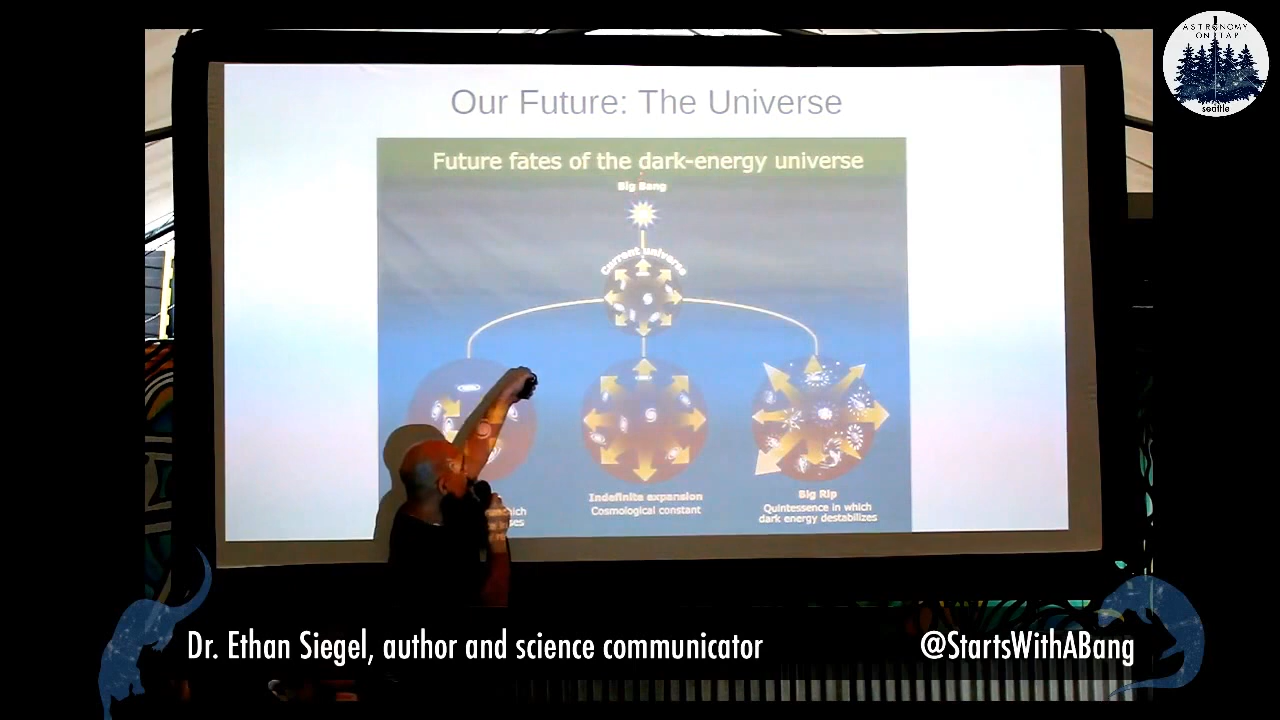 ASTRONOMY
ON TAP
seattle
Our Future: The Universe
Future fates of the dark-energy universe
Big Bang
Current universe
Indefinite expansion
Cosmological constant
Big Rip
Quintessence in which
dark energy destabilizes
Dr. Ethan Siegel, author and science communicator
@StartsWithABang